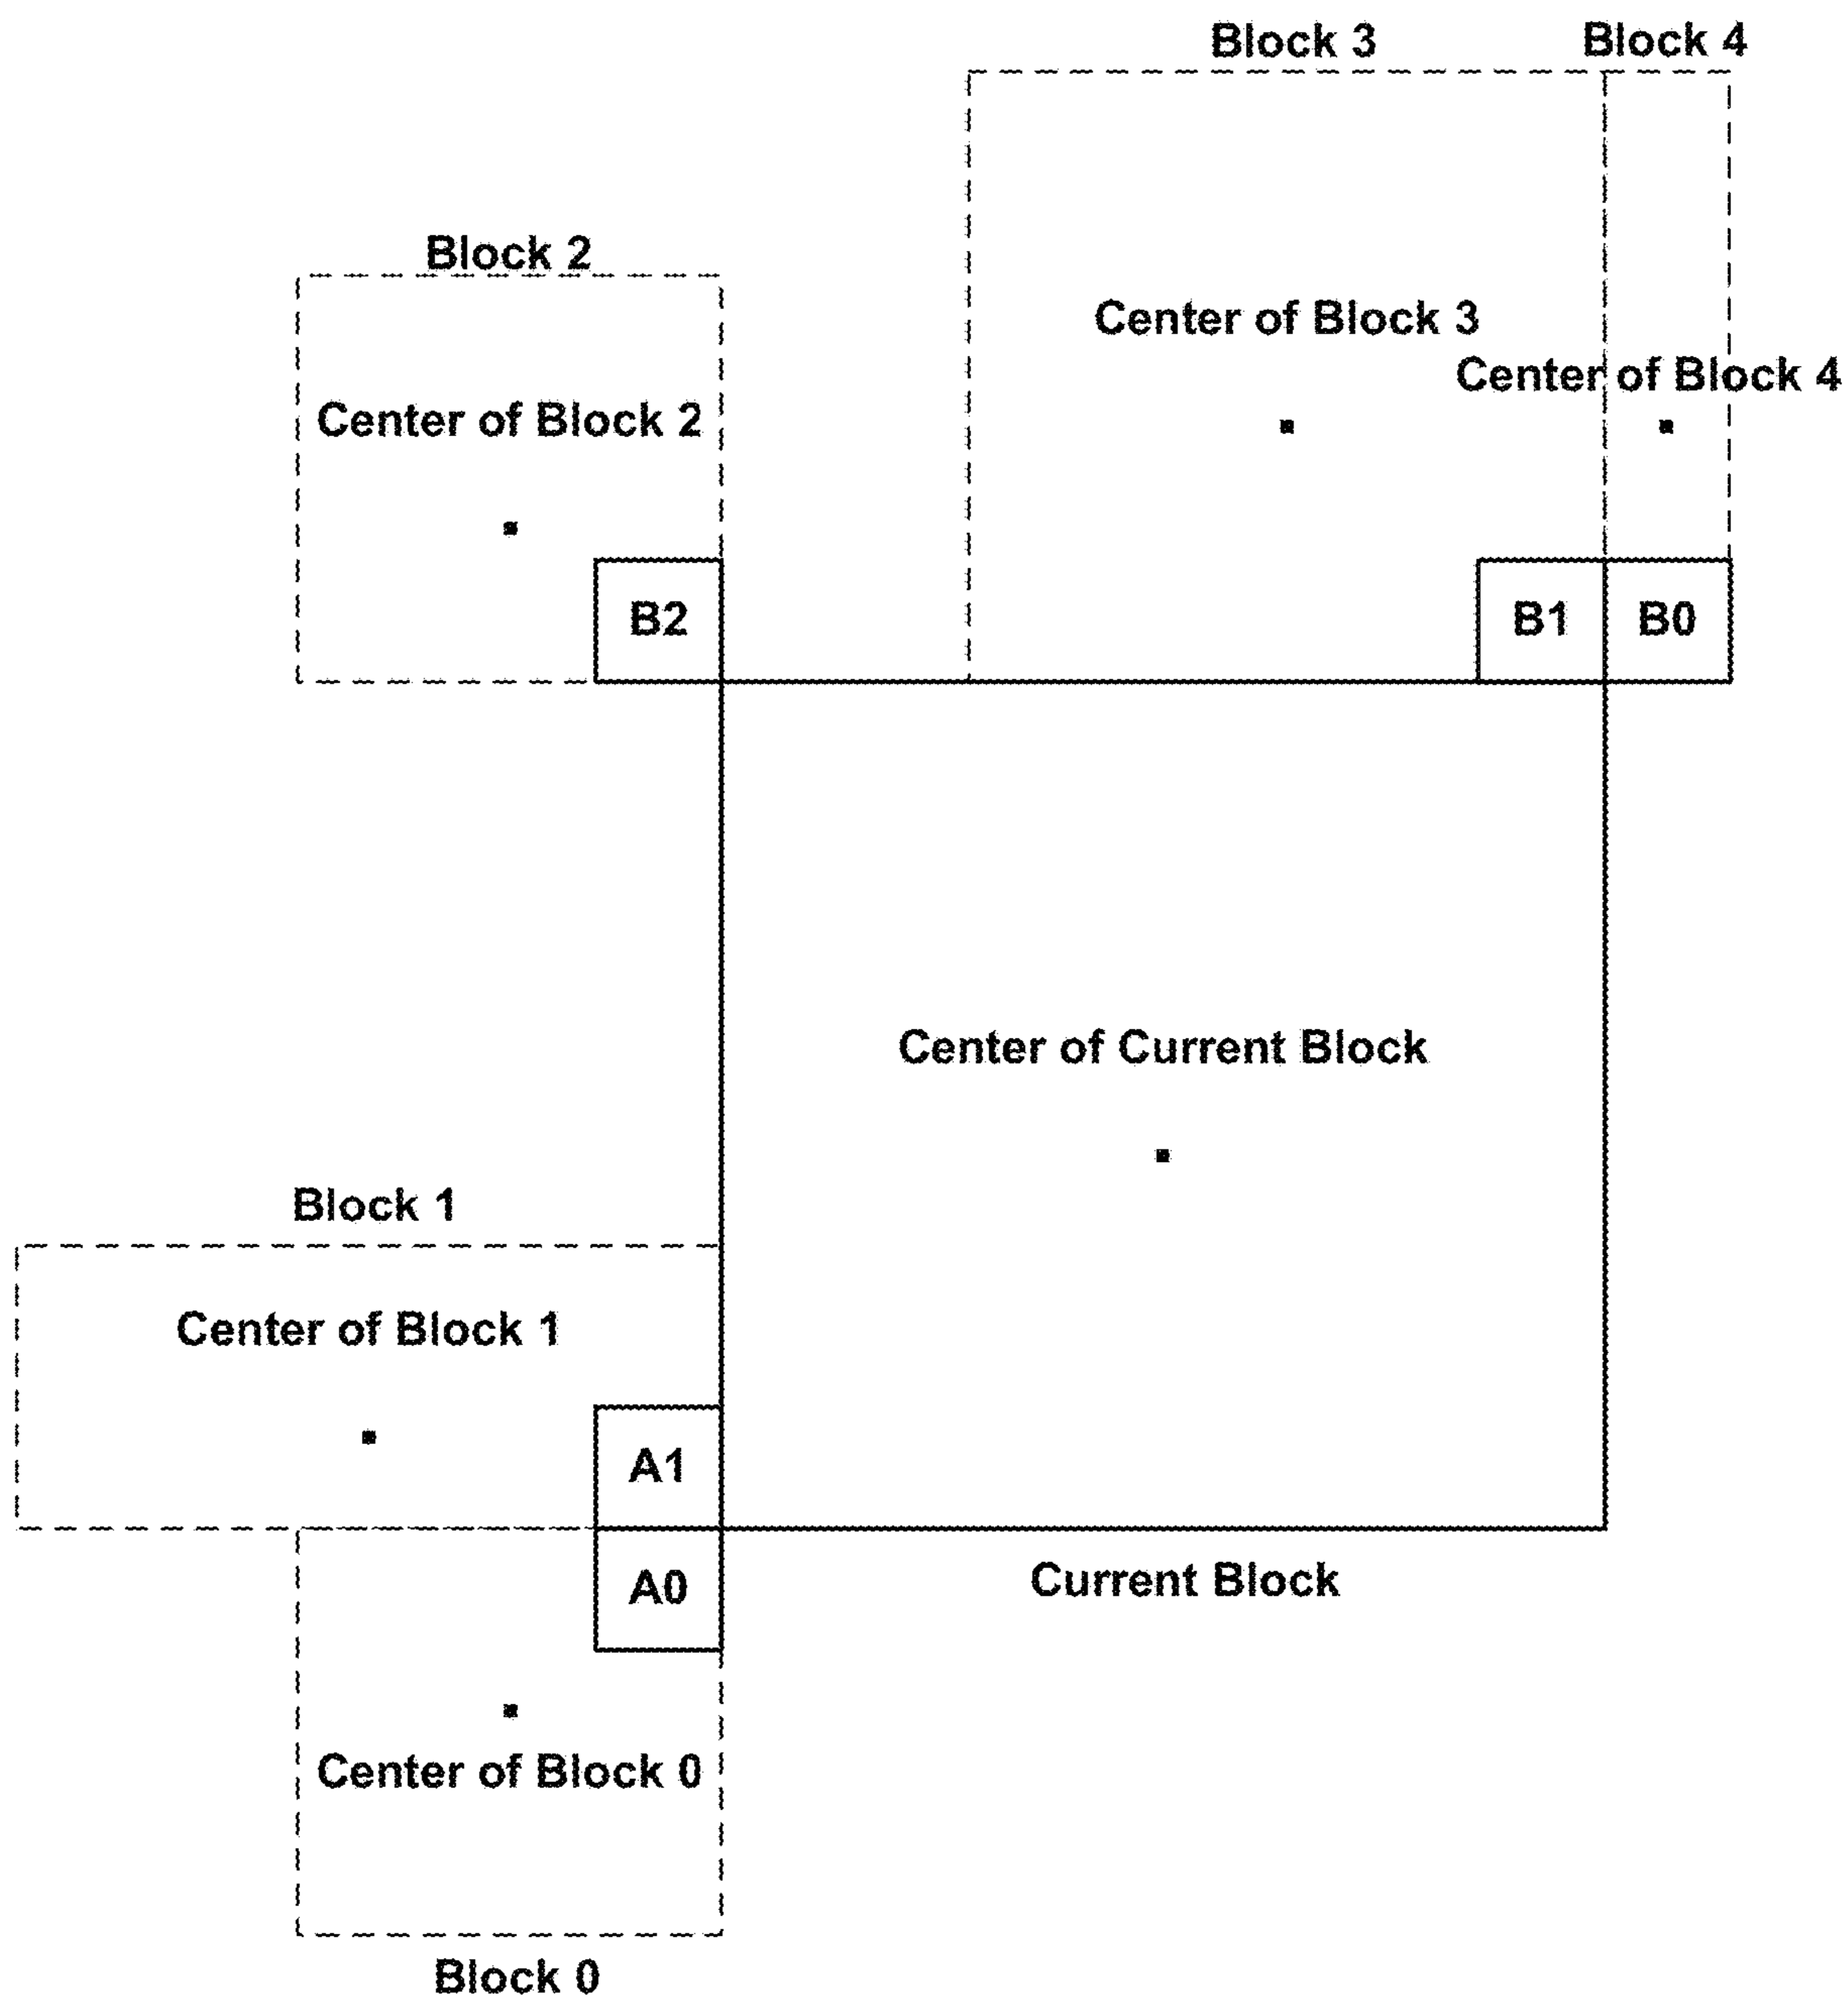 Block 3
Block 4
Block 2
Center of Block 3
Center of Block 4
Center of Block 2
B2
B1
B0
Center of Current Block
Block 1
Center of Block 1
A1
A0
Current Block
Center of Block 0
Block 0